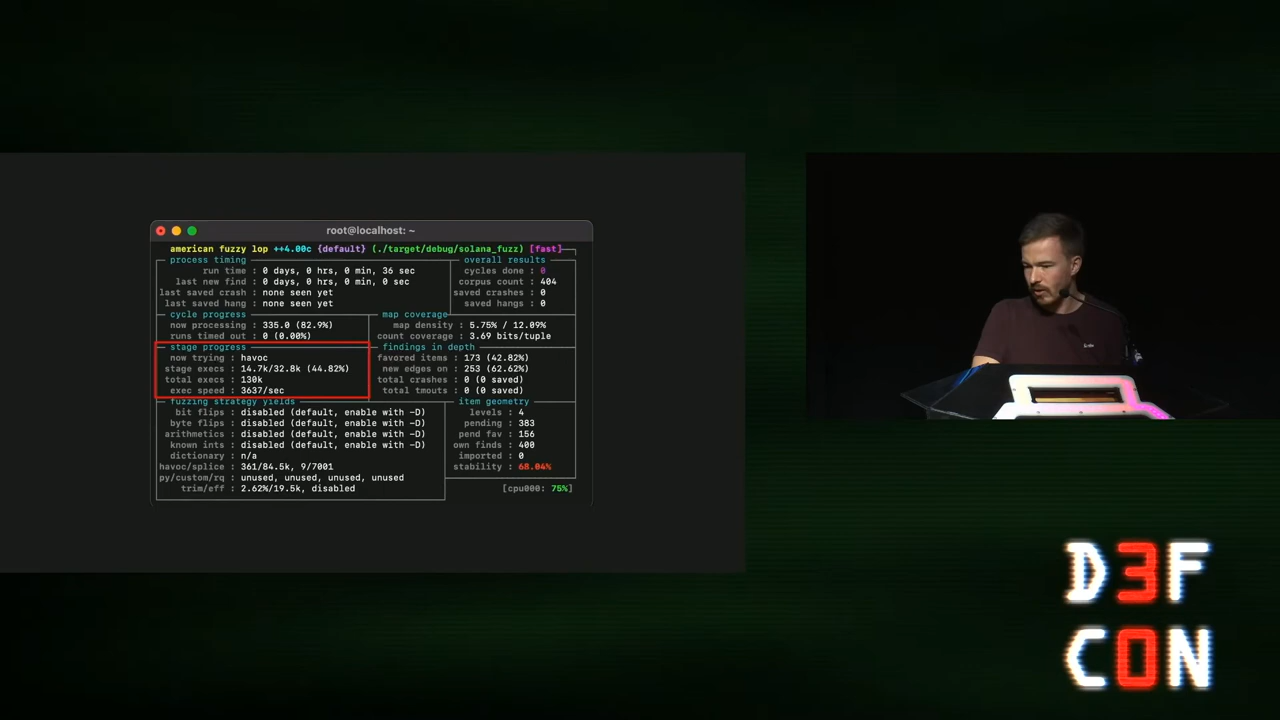 root@localhost: ~
american fuzzy lop ++4.00c {default} (./target/debug/solana_fuzz) [fast]
process timing
run time : 0 days, 0 hrs, 0 min, 36 sec
last new find : 0 days, 0 hrs, 0 min, 0 sec
last saved crash : none seen yet
last saved hang : none seen yet
overall results
cycles done : 0
corpus count : 404
saved crashes : 0
saved hangs : 0
cycle progress
now processing : 335.0 (82.9%)
runs timed out : 0 (0.00%)
map coverage
map density : 5.75% / 12.09%
count coverage : 3.69 bits/tuple
stage progress
now trying : havoc
stage execs : 14.7k/32.8k (44.82%)
total execs : 130k
exec speed : 3637/sec
findings in depth
favored items : 173 (42.82%)
new edges on : 253 (62.62%)
total crashes : 0 (0 saved)
total tmouts : 0 (0 saved)
fuzzing strategy yields
bit flips : disabled (default, enable with -D)
byte flips : disabled (default, enable with -D)
arithmetics : disabled (default, enable with -D)
known ints : disabled (default, enable with -D)
dictionary : n/a
havoc/splice : 361/84.5k, 9/7001
py/custom/rq : unused, unused, unused, unused
trim/eff : 2.62%/19.5k, disabled
item geometry
levels : 4
pending : 383
pend fav : 156
own finds : 400
imported : 0
stability : 68.04%
[cpu000: 75%]
D3F
C0N